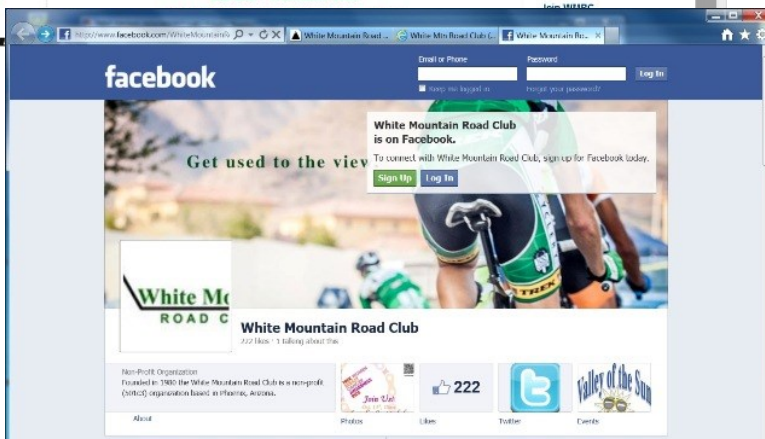 Join WMRC
http://www.facebook.com/WhiteMountainR
White Mountain Road ...
White Mtn Road Club (...
White Mountain Ro...
facebook
Email or Phone
Password
Log In
Keep me logged in
Forgot your password?
White Mountain Road Club
is on Facebook.
To connect with White Mountain Road Club, sign up for Facebook today.
Sign Up
Log In
Get used to the view
TREK
White Mo
ROAD C
White Mountain Road Club
222 likes · 1 talking about this
Non-Profit Organization
Founded in 1980 the White Mountain Road Club is a non-profit
(501c3) organization based in Phoenix, Arizona.
About
Join Us!
222
Valley of the Sun
Photos
Likes
Twitter
Events